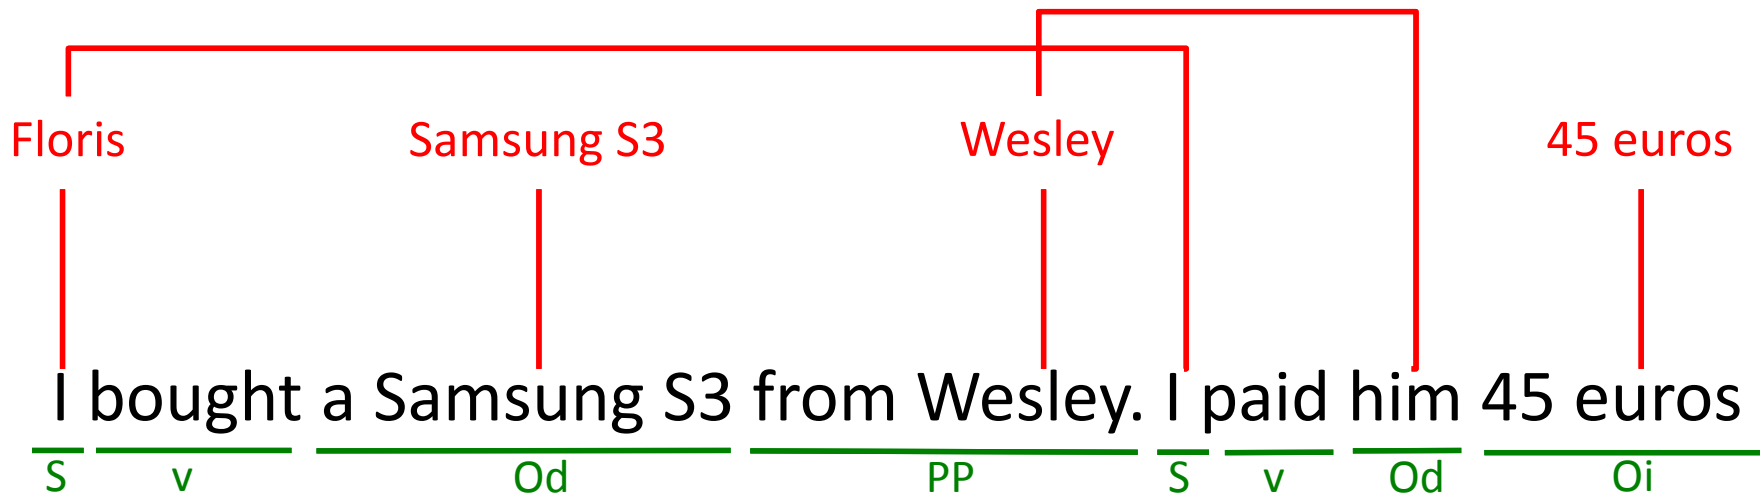 Floris Samsung S3 Wesley 45 euros
I bought a Samsung S3 from Wesley. I paid him 45 euros
S v Od PP S v Od Oi